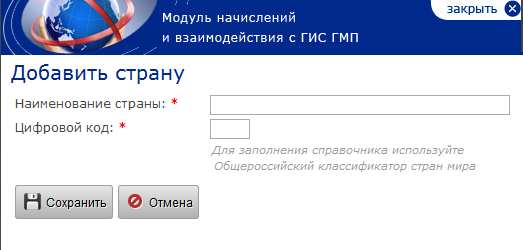 закрыть
Модуль начислений
и взаимодействия с ГИС ГМП
Добавить страну
Наименование страны: *
Цифровой код: *
Для заполнения справочника используйте
Общероссийский классификатор стран мира
Сохранить Отмена